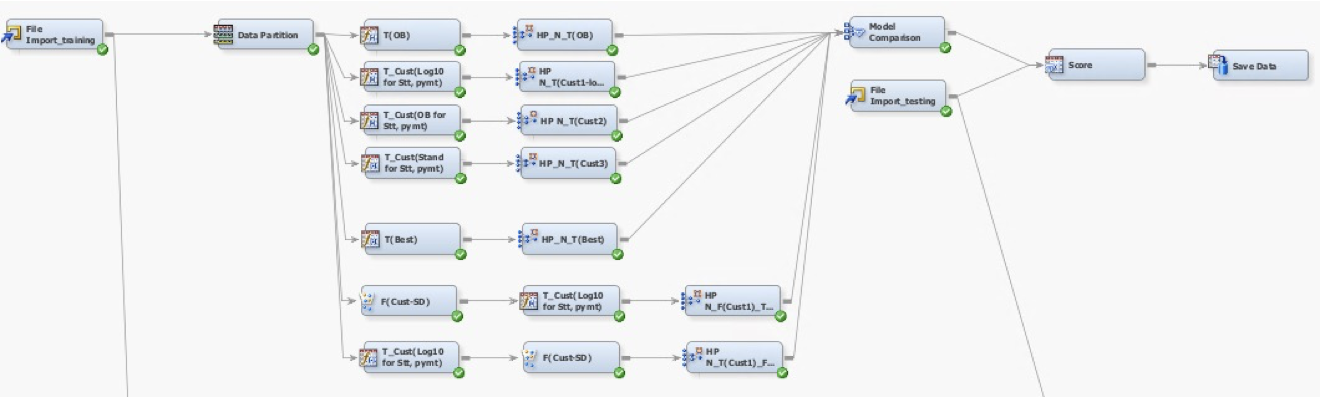 File
Import_training
Data Partition
T(OB)
HP_N_T(OB)
T_Cust(Log10
for Stt, pymt)
HP
N_T(Cust1-lo...
T_Cust(OB for
Stt, pymt)
HP N_T(Cust2)
T_Cust(Stand
for Stt, pymt)
HP_N_T(Cust3)
T(Best)
HP_N_T(Best)
F(Cust-SD)
T_Cust(Log10
for Stt, pymt)
HP
N_F(Cust1)_T...
T_Cust(Log10
for Stt, pymt)
F(Cust-SD)
HP
N_T(Cust1)_F...
Model
Comparison
File
Import_testing
Score
Save Data